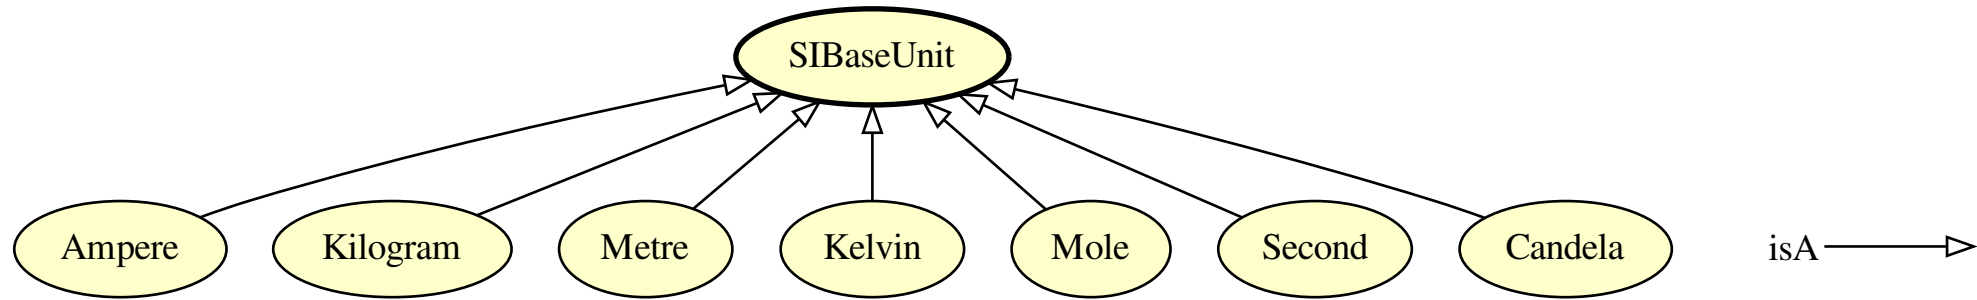 SIBaseUnit
Ampere
Kilogram
Metre
Kelvin
Mole
Second
Candela
isA